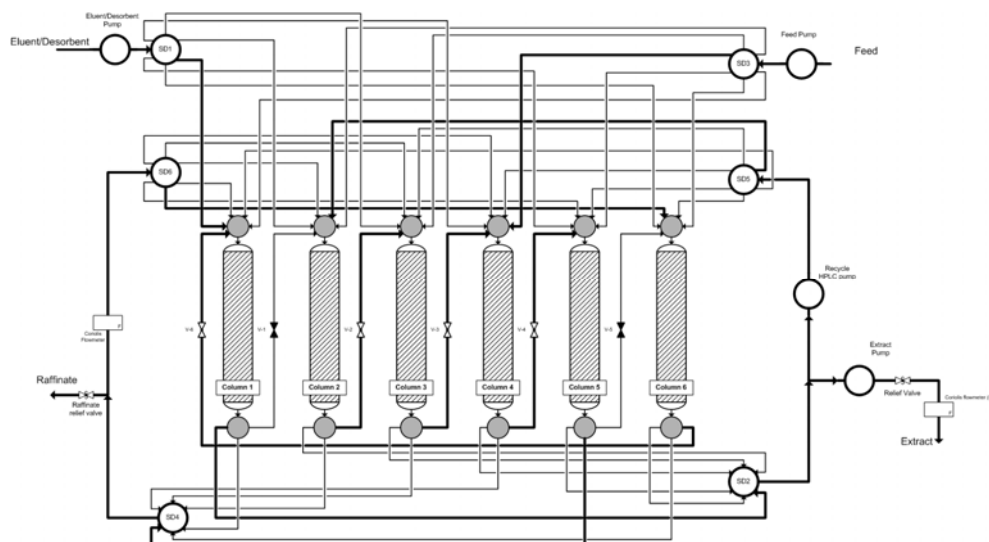 Eluent/Desorbent
Pump
Eluent/Desorbent
SD1
Feed Pump
Feed
SD3
SD6
SD5
Recycle
HPLC pump
Coriolis
Flowmeter
F
V-6
V-1
V-2
V-3
V-4
V-5
Extract
Pump
Raffinate
Raffinate
relief valve
Column 1
Column 2
Column 3
Column 4
Column 5
Column 6
Relief Valve
Coriolis flowmeter (
F
Extract
SD2
SD4